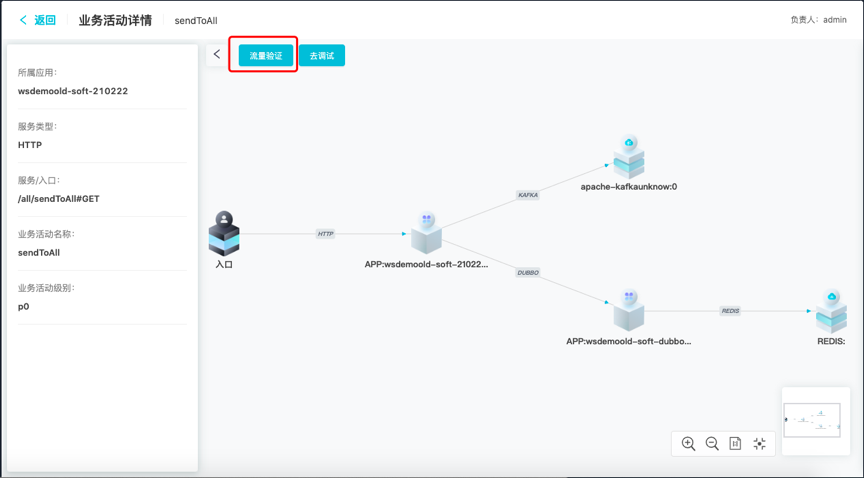 返回
业务活动详情
sendToAll
负责人：admin
所属应用：
wsdemoold-soft-210222
服务类型：
HTTP
服务/入口：
/all/sendToAll#GET
业务活动名称：
sendToAll
业务活动级别：
p0
流量验证
去调试
入口
HTTP
APP:wsdemoold-soft-21022...
KAFKA
apache-kafkaunknow:0
DUBBO
APP:wsdemoold-soft-dubbo...
REDIS
REDIS: